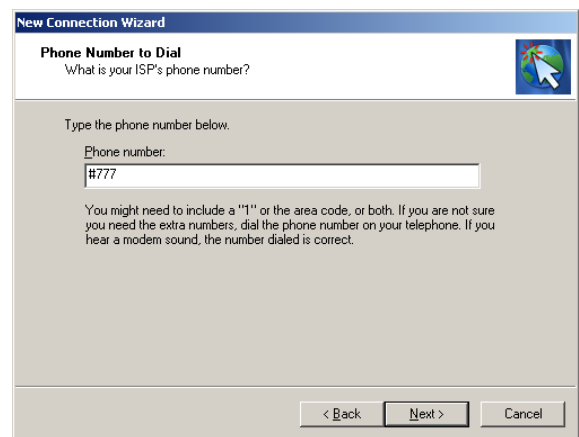 New Connection Wizard
Phone Number to Dial
What is your ISP's phone number?
Type the phone number below.
Phone number:
#777
You might need to include a "1" or the area code, or both. If you are not sure
you need the extra numbers, dial the phone number on your telephone. If you
hear a modem sound, the number dialed is correct.
< Back Next > Cancel